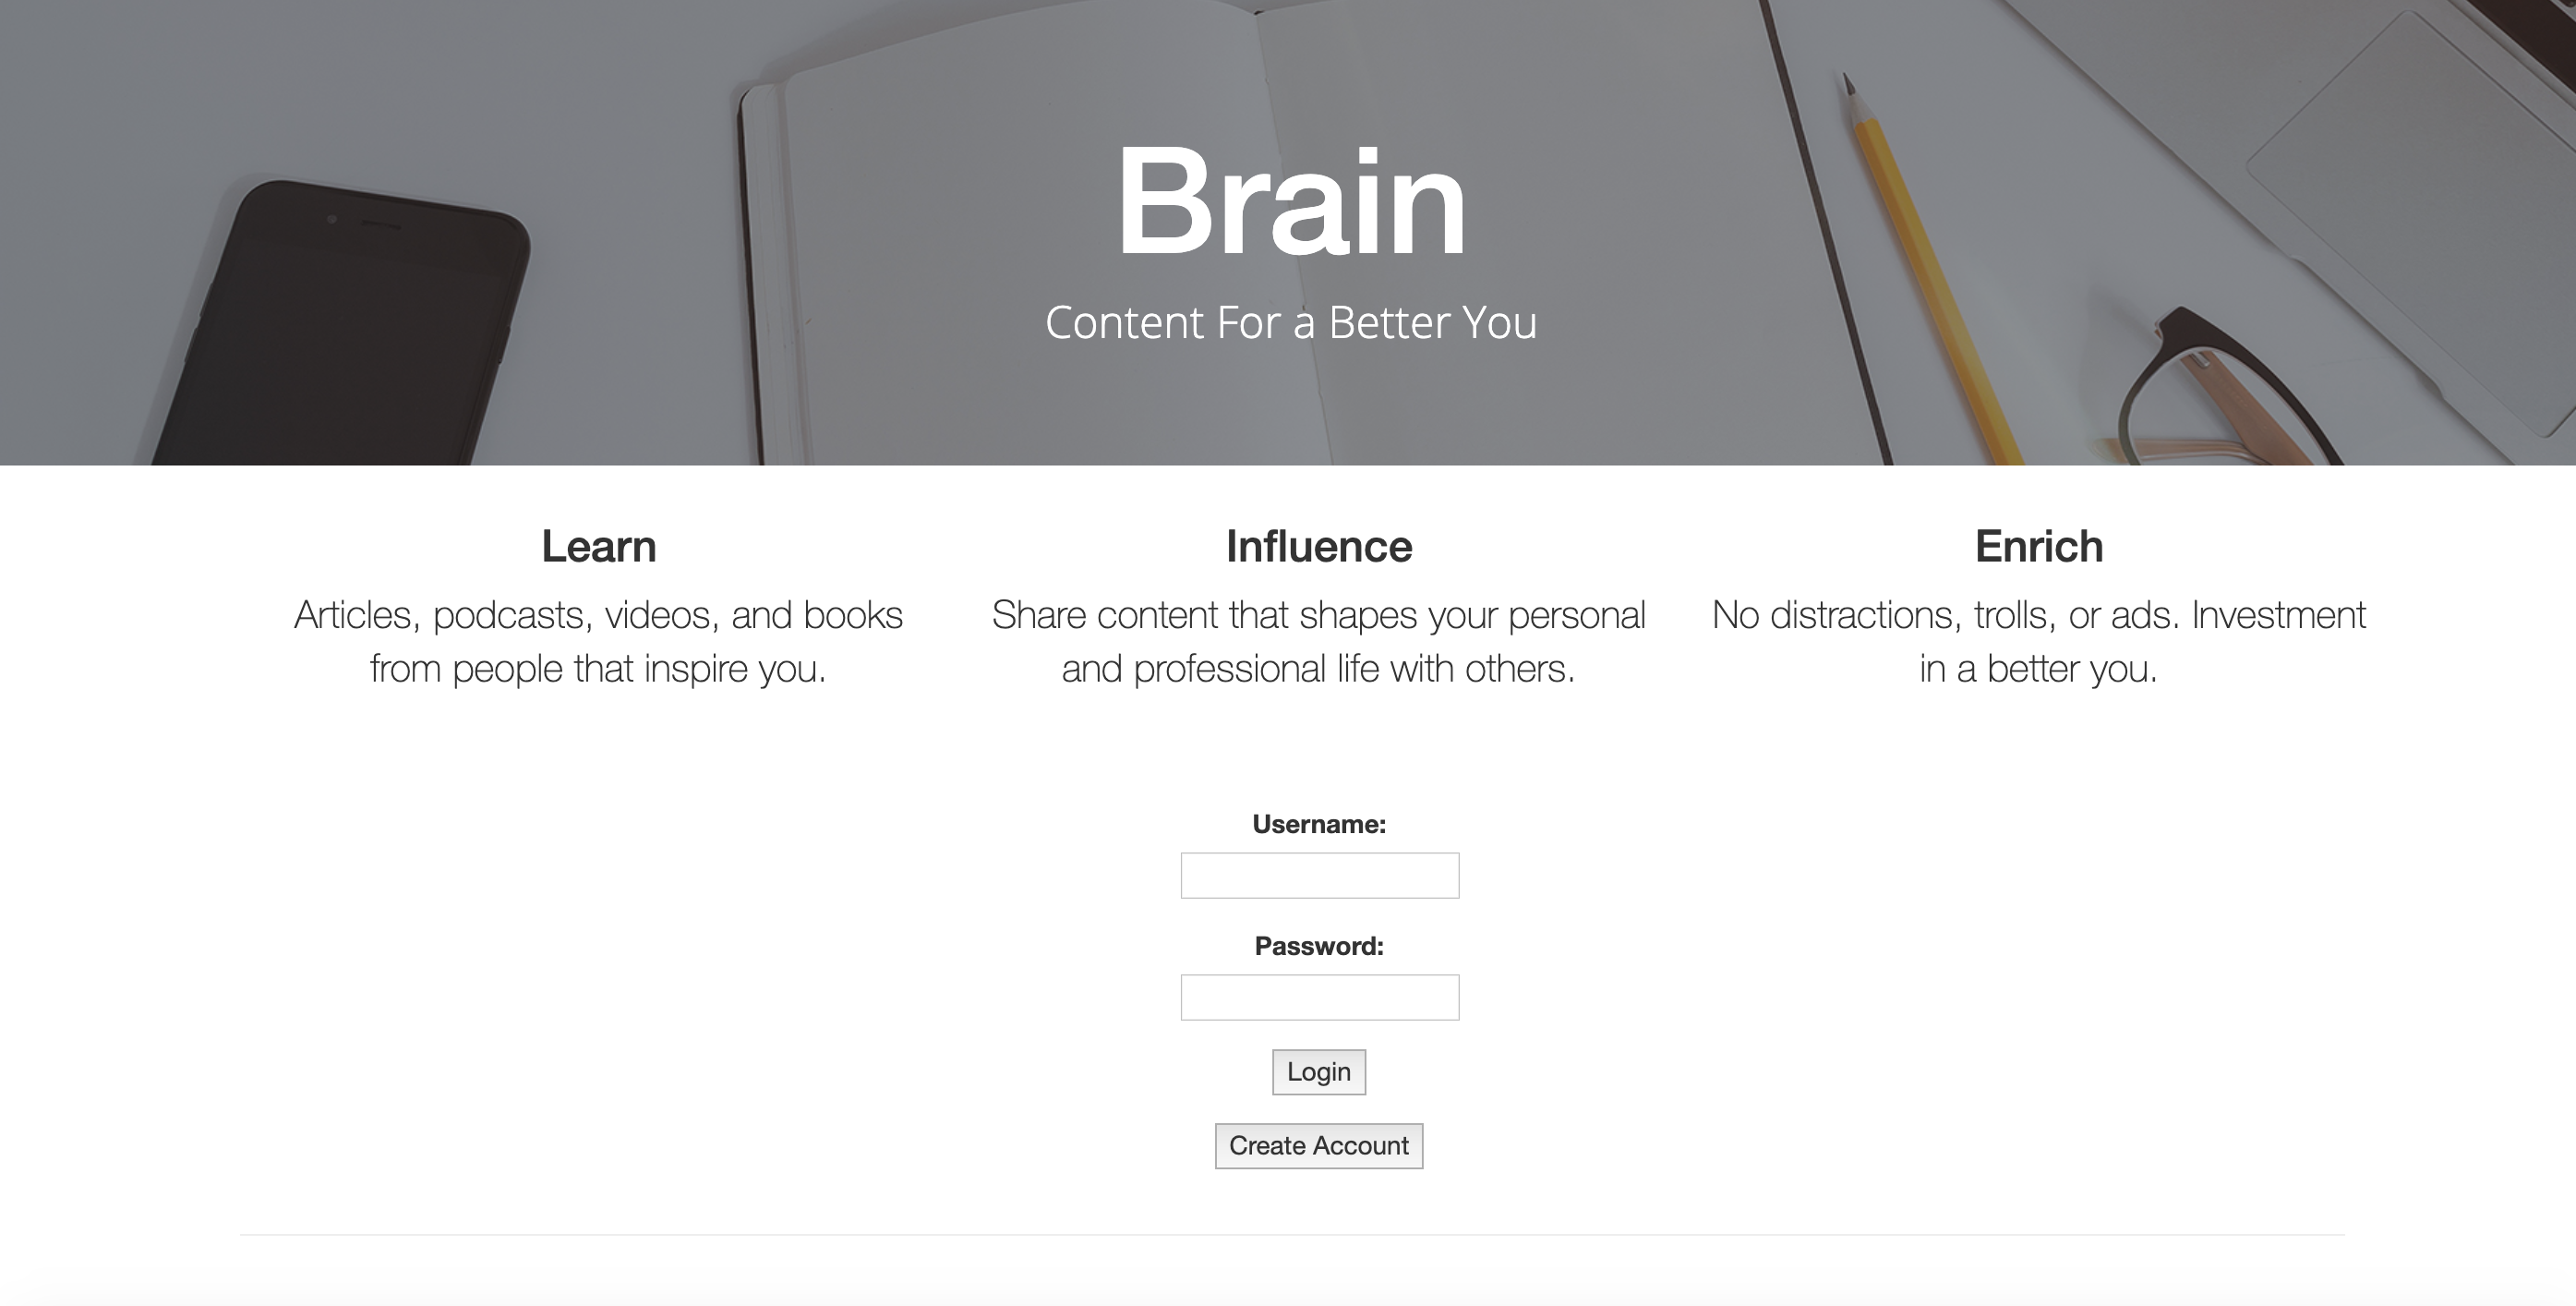 Brain
Content For a Better You
Learn
Articles, podcasts, videos, and books
from people that inspire you.
Influence
Share content that shapes your personal
and professional life with others.
Enrich
No distractions, trolls, or ads. Investment
in a better you.
Username:
Password:
Login
Create Account